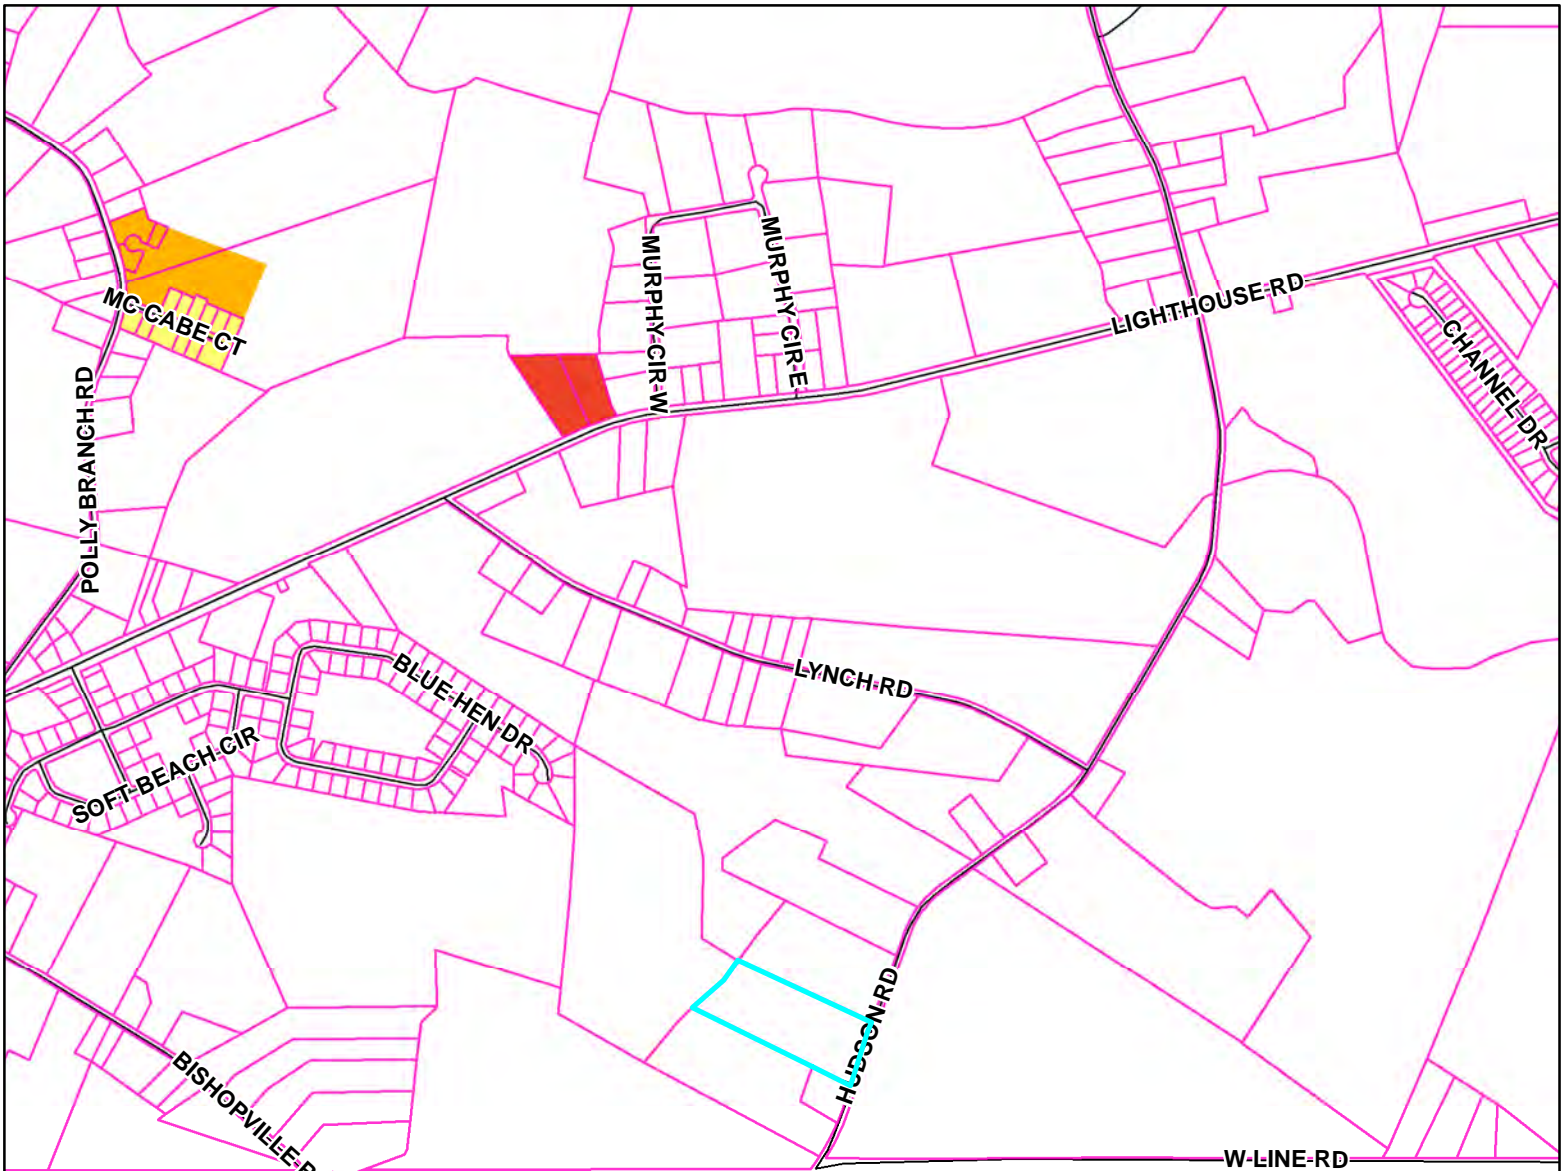 MURPHY CIR W
MURPHY CIR E
LIGHTHOUSE RD
MC CABE CT
CHANNEL DR
POLLY BRANCH RD
BLUE HEN DR
LYNCH RD
SOFT BEACH CIR
HUDSON RD
BISHOPVILLE R
W LINE RD